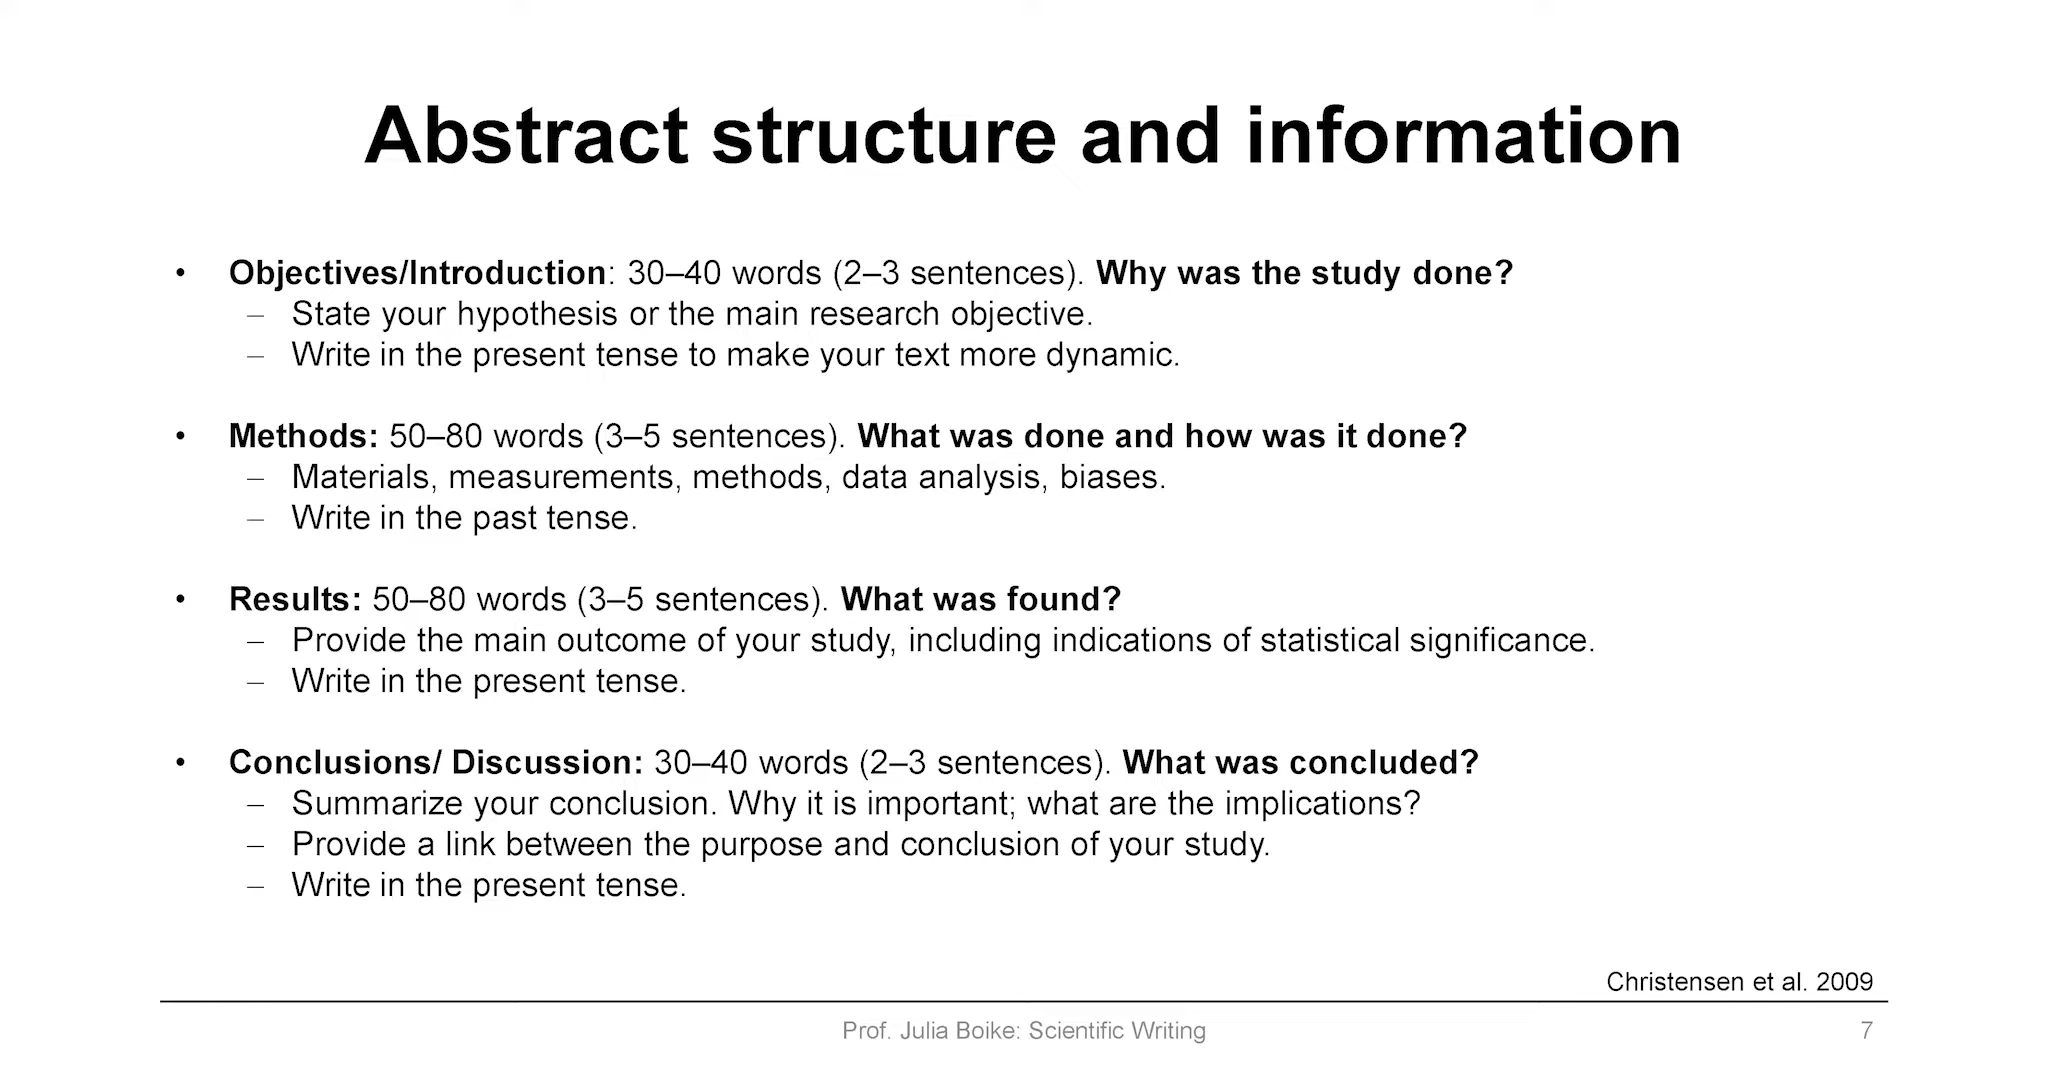 Abstract structure and information
• Objectives/Introduction: 30–40 words (2–3 sentences). Why was the study done?
– State your hypothesis or the main research objective.
– Write in the present tense to make your text more dynamic.
• Methods: 50–80 words (3–5 sentences). What was done and how was it done?
– Materials, measurements, methods, data analysis, biases.
– Write in the past tense.
• Results: 50–80 words (3–5 sentences). What was found?
– Provide the main outcome of your study, including indications of statistical significance.
– Write in the present tense.
• Conclusions/ Discussion: 30–40 words (2–3 sentences). What was concluded?
– Summarize your conclusion. Why it is important; what are the implications?
– Provide a link between the purpose and conclusion of your study.
– Write in the present tense.
Christensen et al. 2009
Prof. Julia Boike: Scientific Writing
7